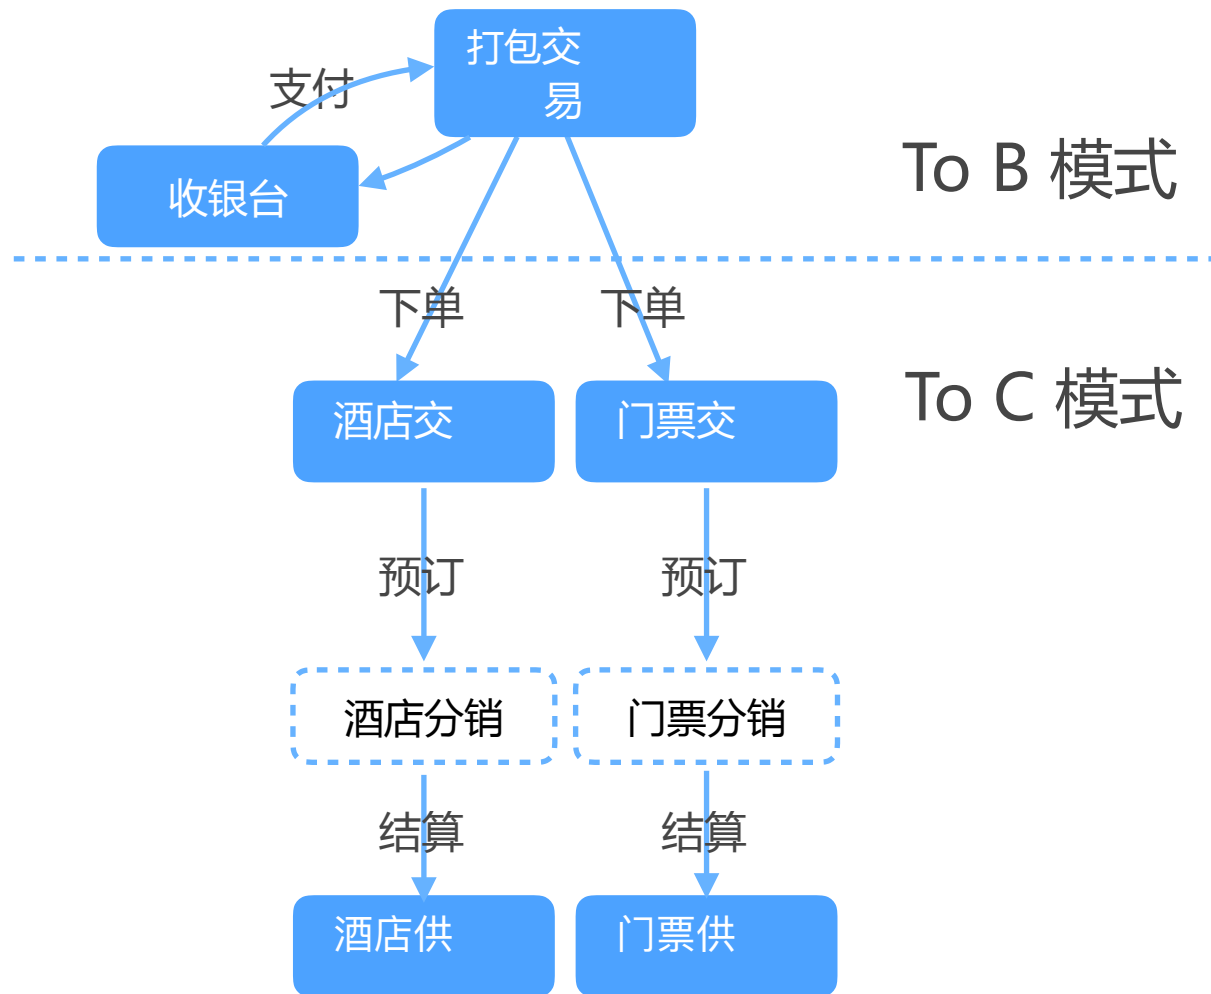 打包交
易
支付
收银台
To B 模式
下单
下单
To C 模式
酒店交
门票交
预订
预订
酒店分销
门票分销
结算
结算
酒店供
门票供